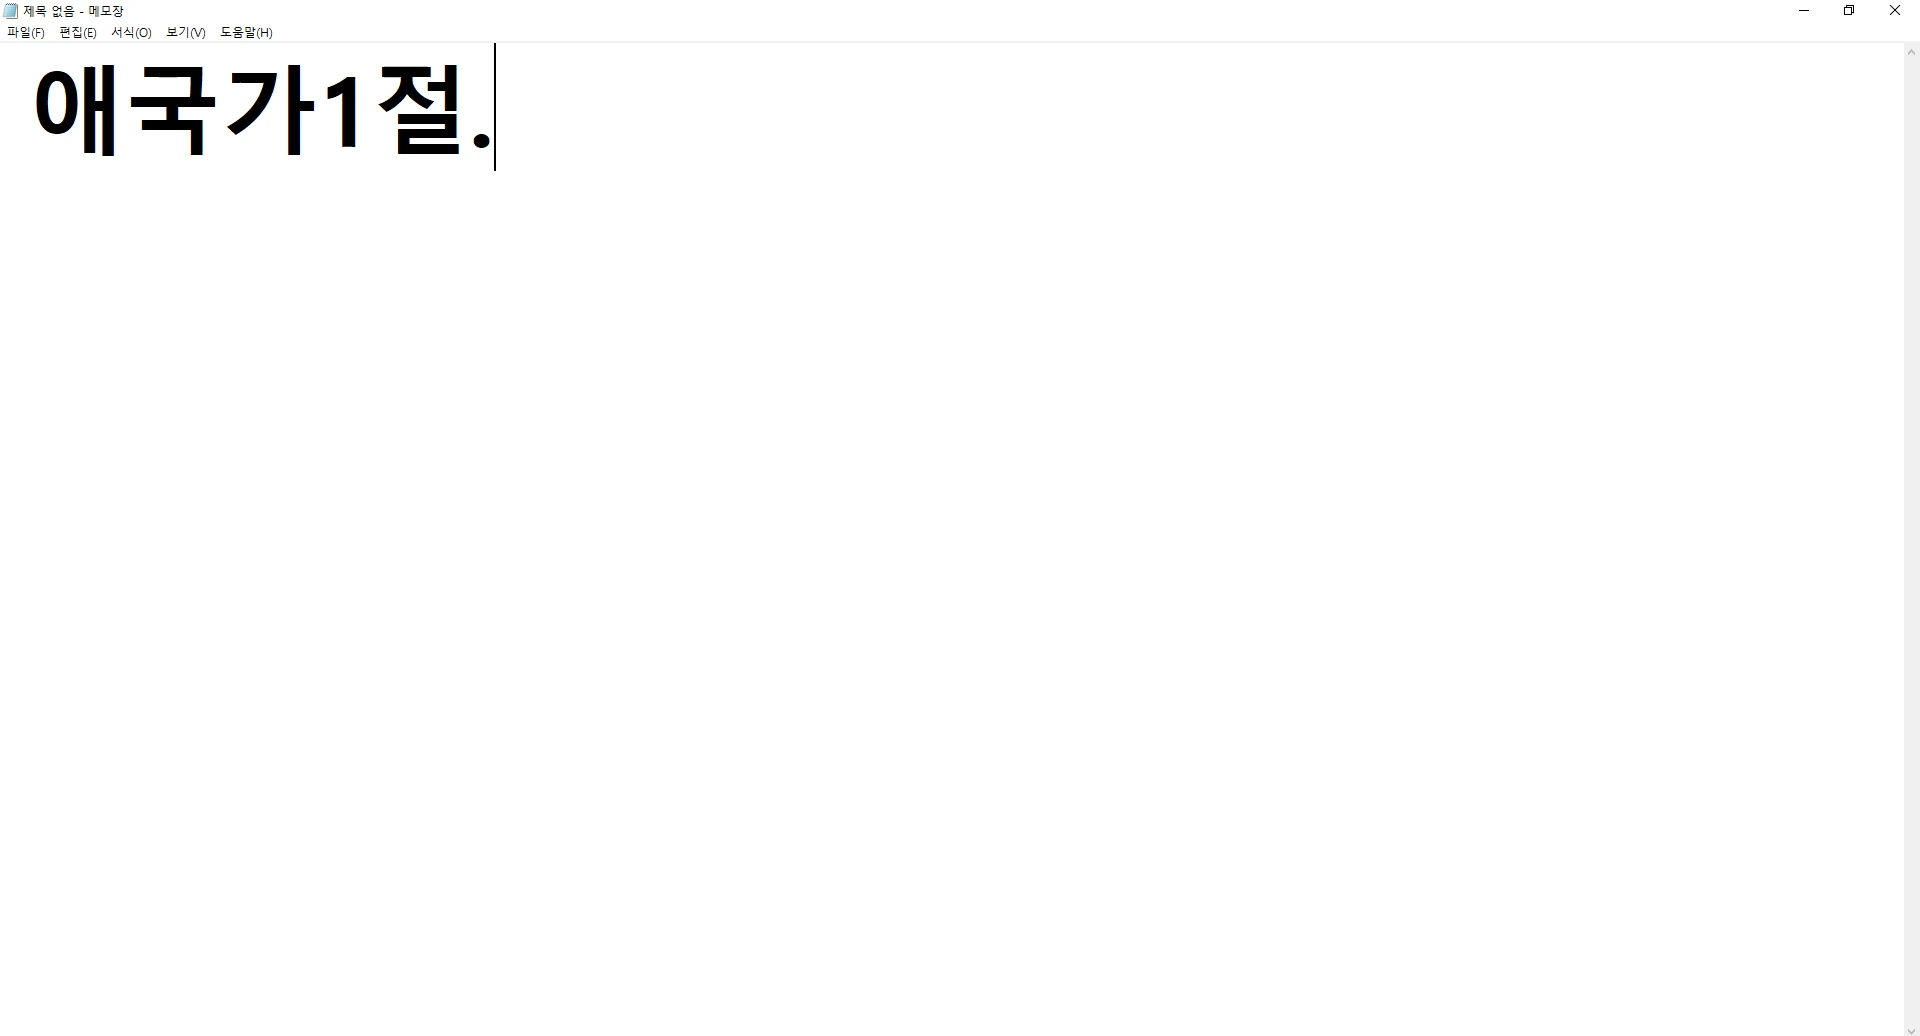 제목 없음 - 메모장
파일(F) 편집(E) 서식(O) 보기(V) 도움말(H)
애국가1절.